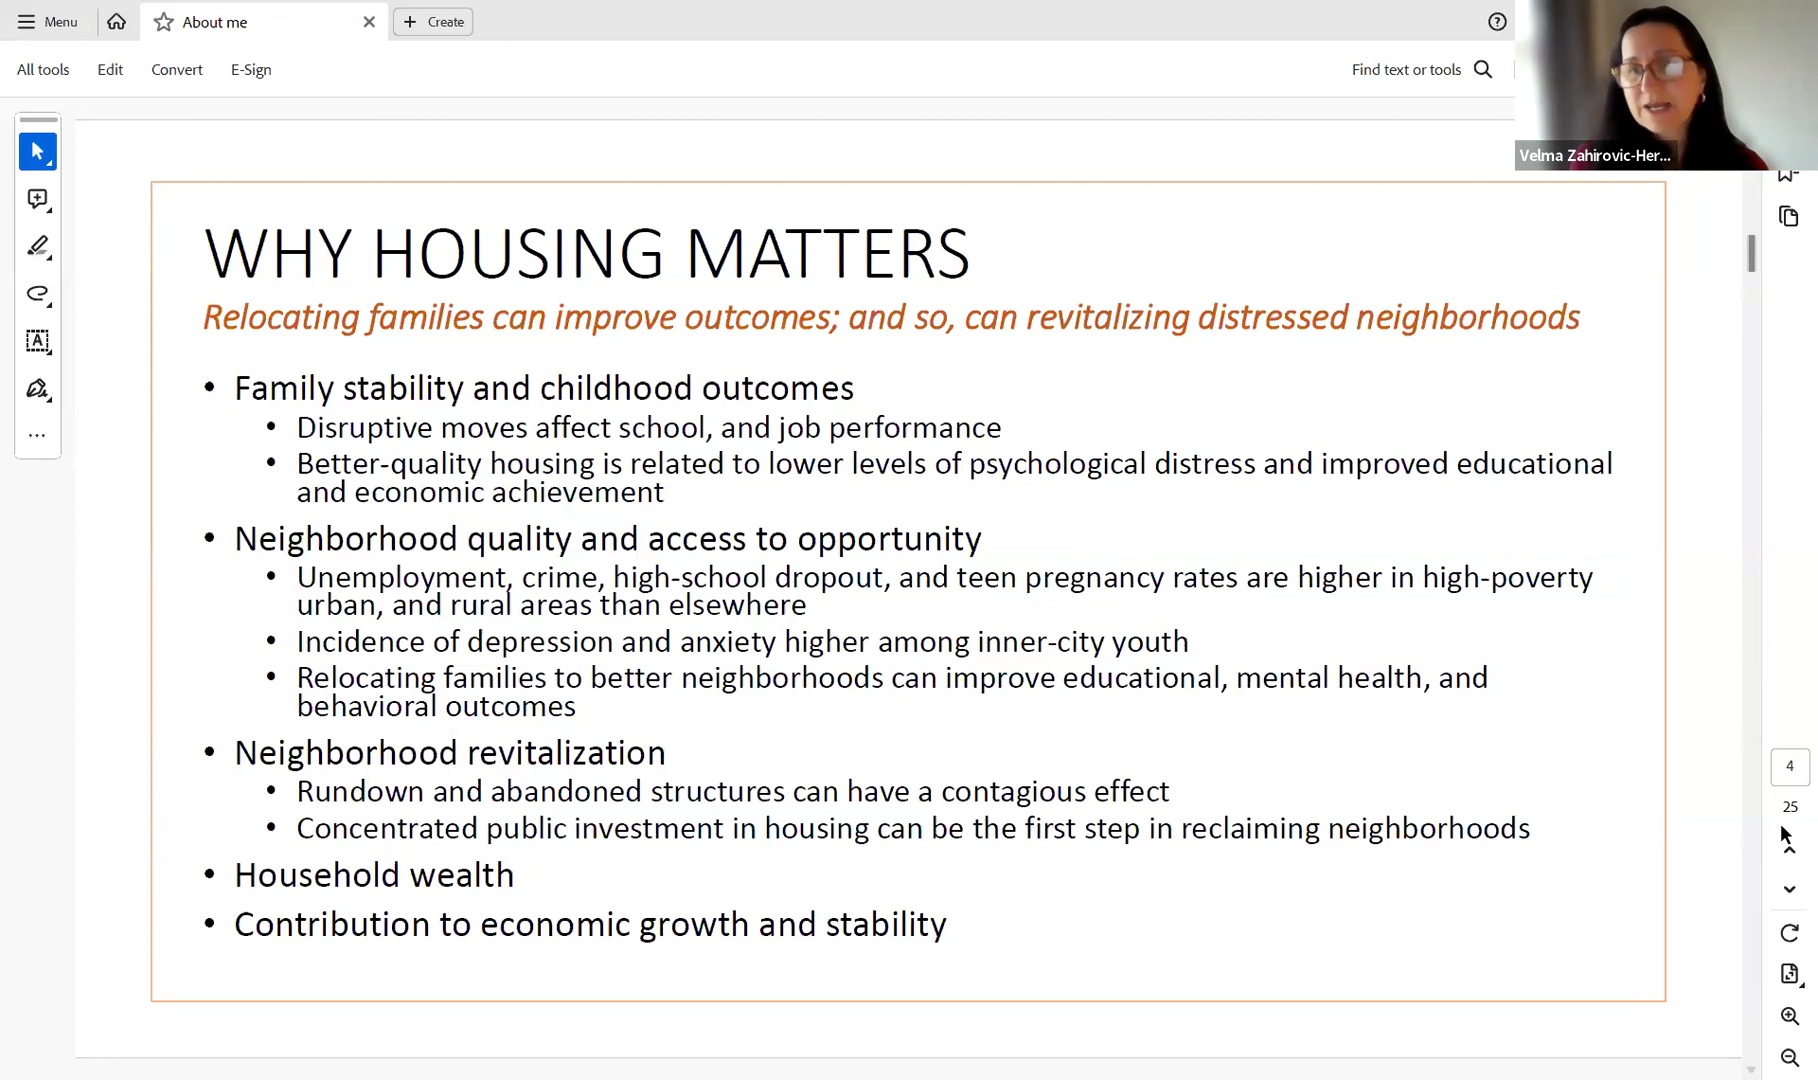 Menu
About me
Create
All tools
Edit
Convert
E-Sign
Find text or tools
Velma Zahirovic-Her...
WHY HOUSING MATTERS
Relocating families can improve outcomes; and so, can revitalizing distressed neighborhoods
• Family stability and childhood outcomes
• Disruptive moves affect school, and job performance
• Better-quality housing is related to lower levels of psychological distress and improved educational
and economic achievement
• Neighborhood quality and access to opportunity
• Unemployment, crime, high-school dropout, and teen pregnancy rates are higher in high-poverty
urban, and rural areas than elsewhere
• Incidence of depression and anxiety higher among inner-city youth
• Relocating families to better neighborhoods can improve educational, mental health, and
behavioral outcomes
• Neighborhood revitalization
• Rundown and abandoned structures can have a contagious effect
• Concentrated public investment in housing can be the first step in reclaiming neighborhoods
• Household wealth
• Contribution to economic growth and stability
4
25